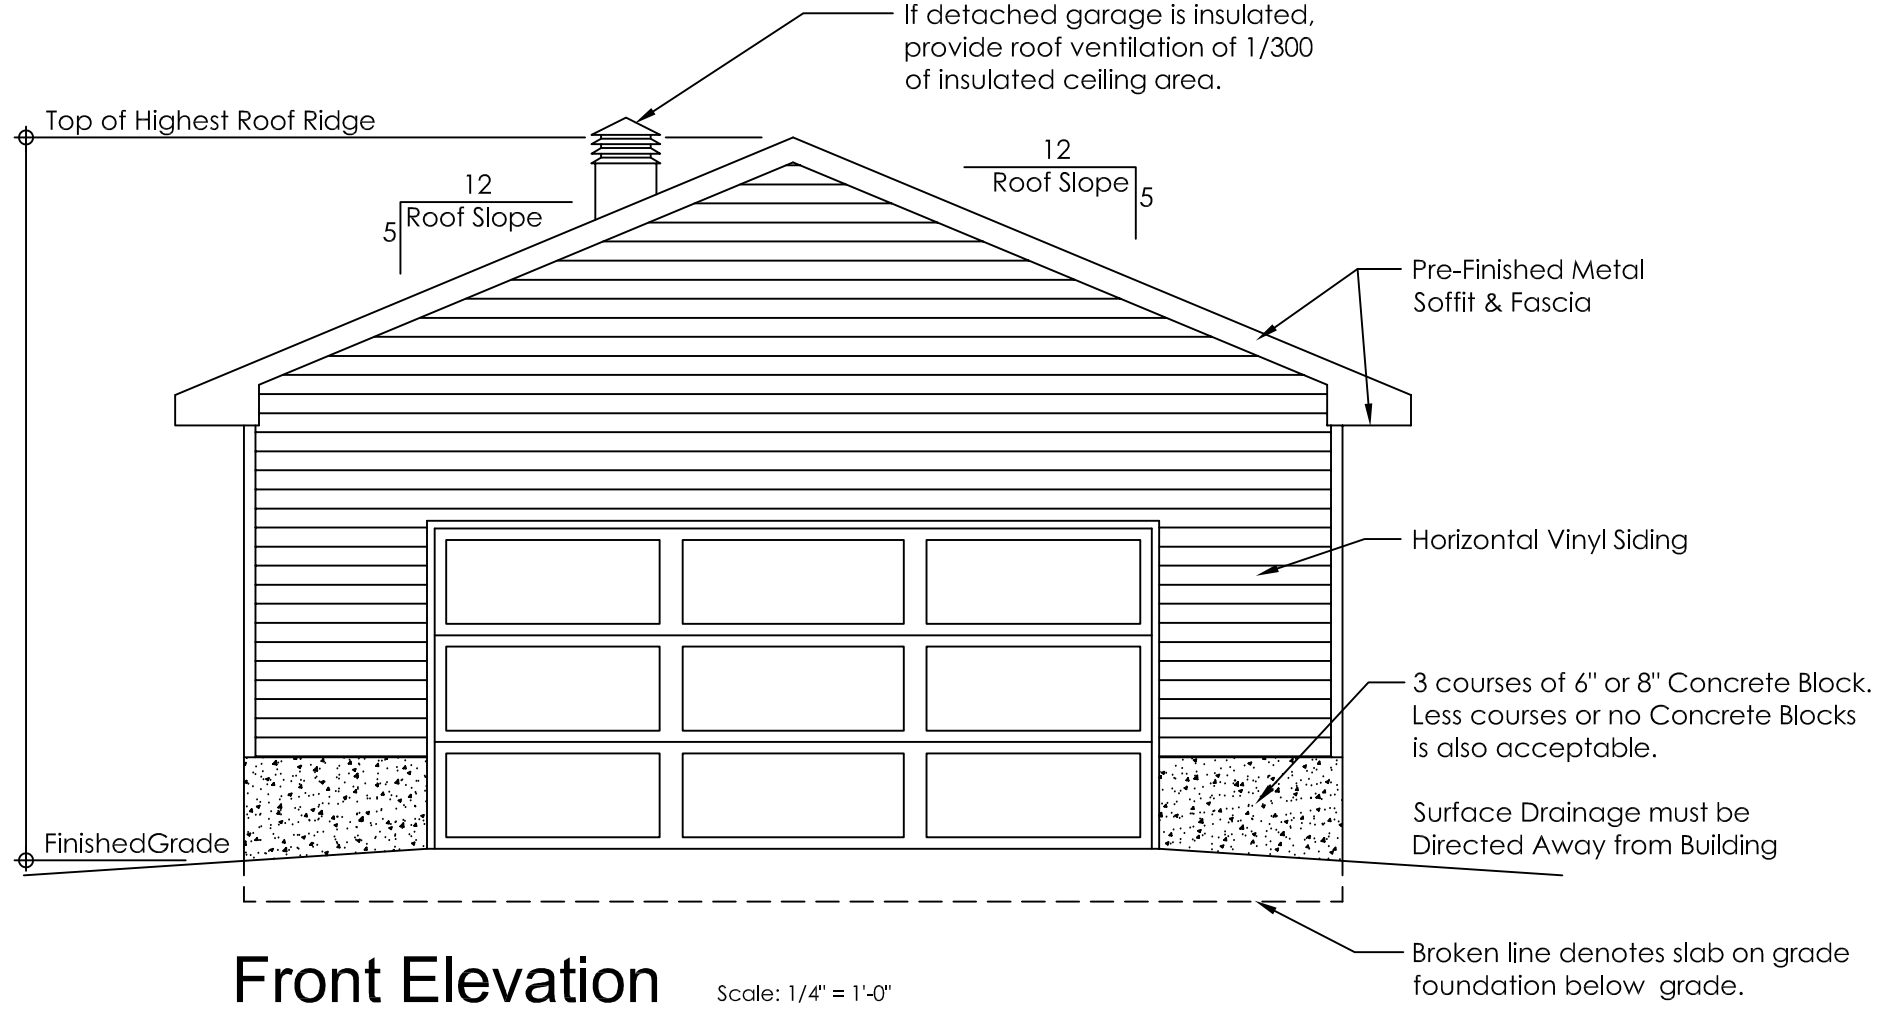 If detached garage is insulated,
provide roof ventilation of 1/300
of insulated ceiling area.
Top of Highest Roof Ridge
12
Roof Slope
5
12
Roof Slope
5
Pre-Finished Metal
Soffit & Fascia
Horizontal Vinyl Siding
3 courses of 6" or 8" Concrete Block.
Less courses or no Concrete Blocks
is also acceptable.
Surface Drainage must be
Directed Away from Building
FinishedGrade
Broken line denotes slab on grade
foundation below grade.
Front Elevation
Scale: 1/4" = 1'-0"